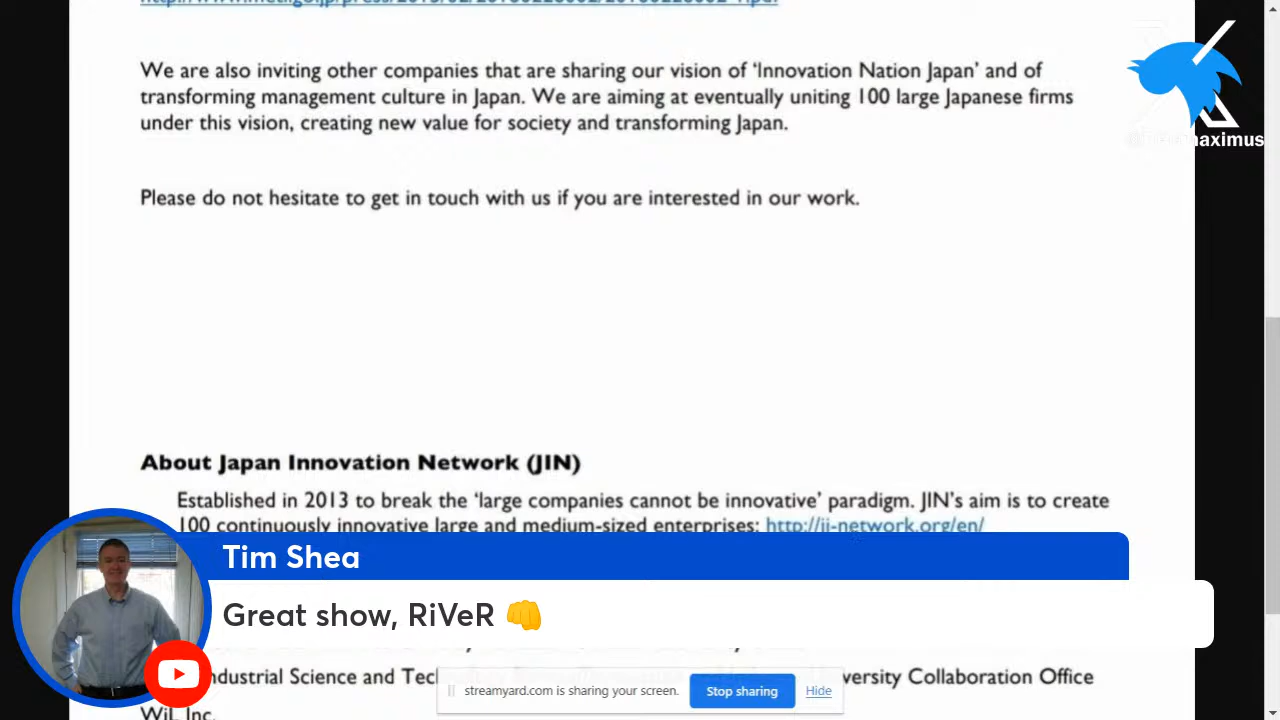 We are also inviting other companies that are sharing our vision of 'Innovation Nation Japan' and of
transforming management culture in Japan. We are aiming at eventually uniting 100 large Japanese firms
under this vision, creating new value for society and transforming Japan.
Please do not hesitate to get in touch with us if you are interested in our work.
About Japan Innovation Network (JIN)
Established in 2013 to break the 'large companies cannot be innovative' paradigm. JIN's aim is to create
100 continuously innovative large and medium-sized enterprises: http://ji-network.org/en/
Tim Shea
Great show, RiVeR 👊
Industrial Science and
Collaboration Office
streamyard.com is sharing your screen.
Stop sharing
Hide
WiL Inc.